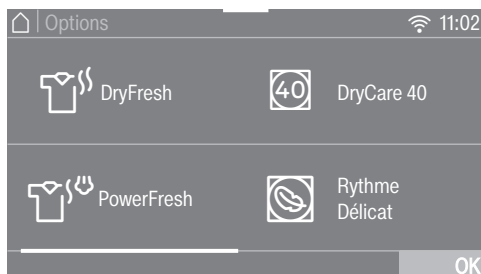 Options
11:02
DryFresh
40
DryCare 40
PowerFresh
Rythme
Délicat
OK